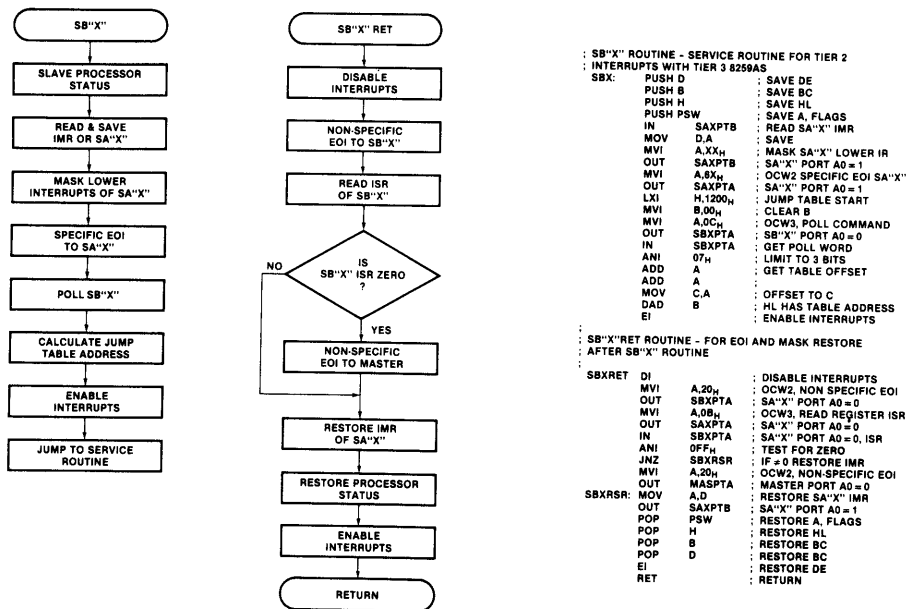 SB“X”
SLAVE PROCESSOR
STATUS
READ & SAVE
IMR OR SA“X”
MASK LOWER
INTERRUPTS OF SA“X”
SPECIFIC EOI
TO SA“X”
POLL SB“X”
CALCULATE JUMP
TABLE ADDRESS
ENABLE
INTERRUPTS
JUMP TO SERVICE
ROUTINE
SB“X” RET
DISABLE
INTERRUPTS
NON-SPECIFIC
EOI TO SB“X”
READ ISR
OF SB“X”
IS
SB“X” ISR ZERO
?
NO
YES
NON-SPECIFIC
EOI TO MASTER
RESTORE IMR
OF SA“X”
RESTORE PROCESSOR
STATUS
ENABLE
INTERRUPTS
RETURN
; SB“X” ROUTINE – SERVICE ROUTINE FOR TIER 2
; INTERRUPTS WITH TIER 3 8259AS
SBX: PUSH D ; SAVE DE
PUSH B ; SAVE BC
PUSH H ; SAVE HL
PUSH PSW ; SAVE A, FLAGS
IN SAXPTB ; READ SA“X” IMR
MOV D,A ; SAVE
MVI A,XXH ; MASK SA“X” LOWER IR
OUT SAXPTB ; SA“X” PORT A0 = 1
MVI A,6XH ; OCW2 SPECIFIC EOI SA“X”
OUT SAXPTA ; SA“X” PORT A0 = 1
LXI H,1200H ; JUMP TABLE START
MVI B,00H ; CLEAR B
MVI A,0CH ; OCW3, POLL COMMAND
OUT SBXPTA ; SB“X” PORT A0 = 0
IN SBXPTA ; GET POLL WORD
ANI 07H ; LIMIT TO 3 BITS
ADD A ; GET TABLE OFFSET
ADD A ;
MOV C,A ; OFFSET TO C
DAD B ; HL HAS TABLE ADDRESS
EI ; ENABLE INTERRUPTS
;
; SB“X”RET ROUTINE – FOR EOI AND MASK RESTORE
; AFTER SB“X” ROUTINE
;
SBXRET DI ; DISABLE INTERRUPTS
MVI A,20H ; OCW2, NON SPECIFIC EOI
OUT SBXPTA ; SA“X” PORT A0 = 0
MVI A,0BH ; OCW3, READ REGISTER ISR
OUT SAXPTA ; SA“X” PORT A0 = 0
IN SBXPTA ; SA“X” PORT A0 = 0, ISR
ANI 0FFH ; TEST FOR ZERO
JNZ SBXRSR ; IF ≠ 0 RESTORE IMR
MVI A,20H ; OCW2, NON-SPECIFIC EOI
OUT MASPTA ; MASTER PORT A0 = 0
SBXRSR: MOV A,D ; RESTORE SA“X” IMR
OUT SAXPTB ; SA“X” PORT A0 = 1
POP PSW ; RESTORE A, FLAGS
POP H ; RESTORE HL
POP B ; RESTORE BC
POP D ; RESTORE BC
EI ; RESTORE DE
RET ; RETURN